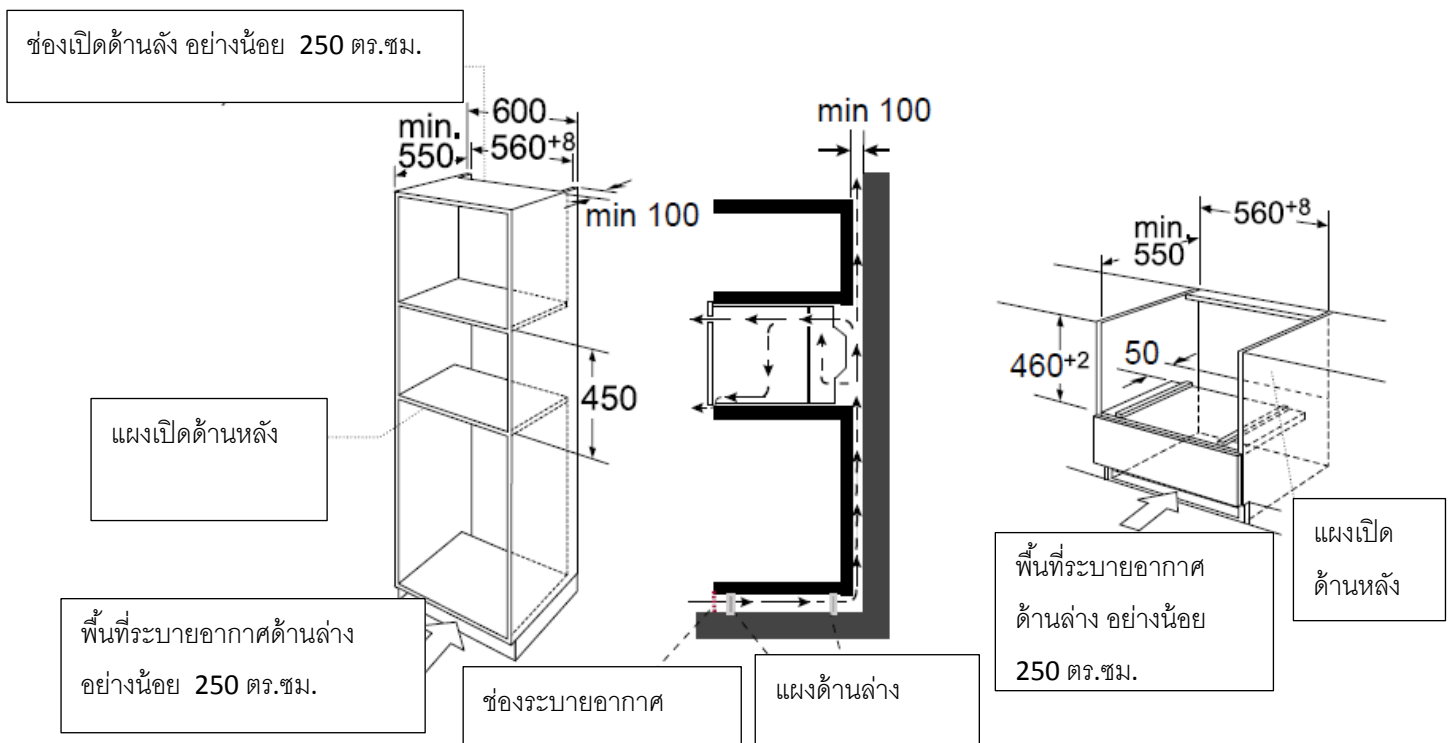 ช่องเปิดด้านลัง อย่างน้อย 250 ตร.ซม.
600
min.
550
560+8
min 100
450
แผงเปิดด้านหลัง
พื้นที่ระบายอากาศด้านล่าง
อย่างน้อย 250 ตร.ซม.
min 100
ช่องระบายอากาศ
แผงด้านล่าง
560+8
min.
550
460+2
50
พื้นที่ระบายอากาศ
ด้านล่าง อย่างน้อย
250 ตร.ซม.
แผงเปิด
ด้านหลัง